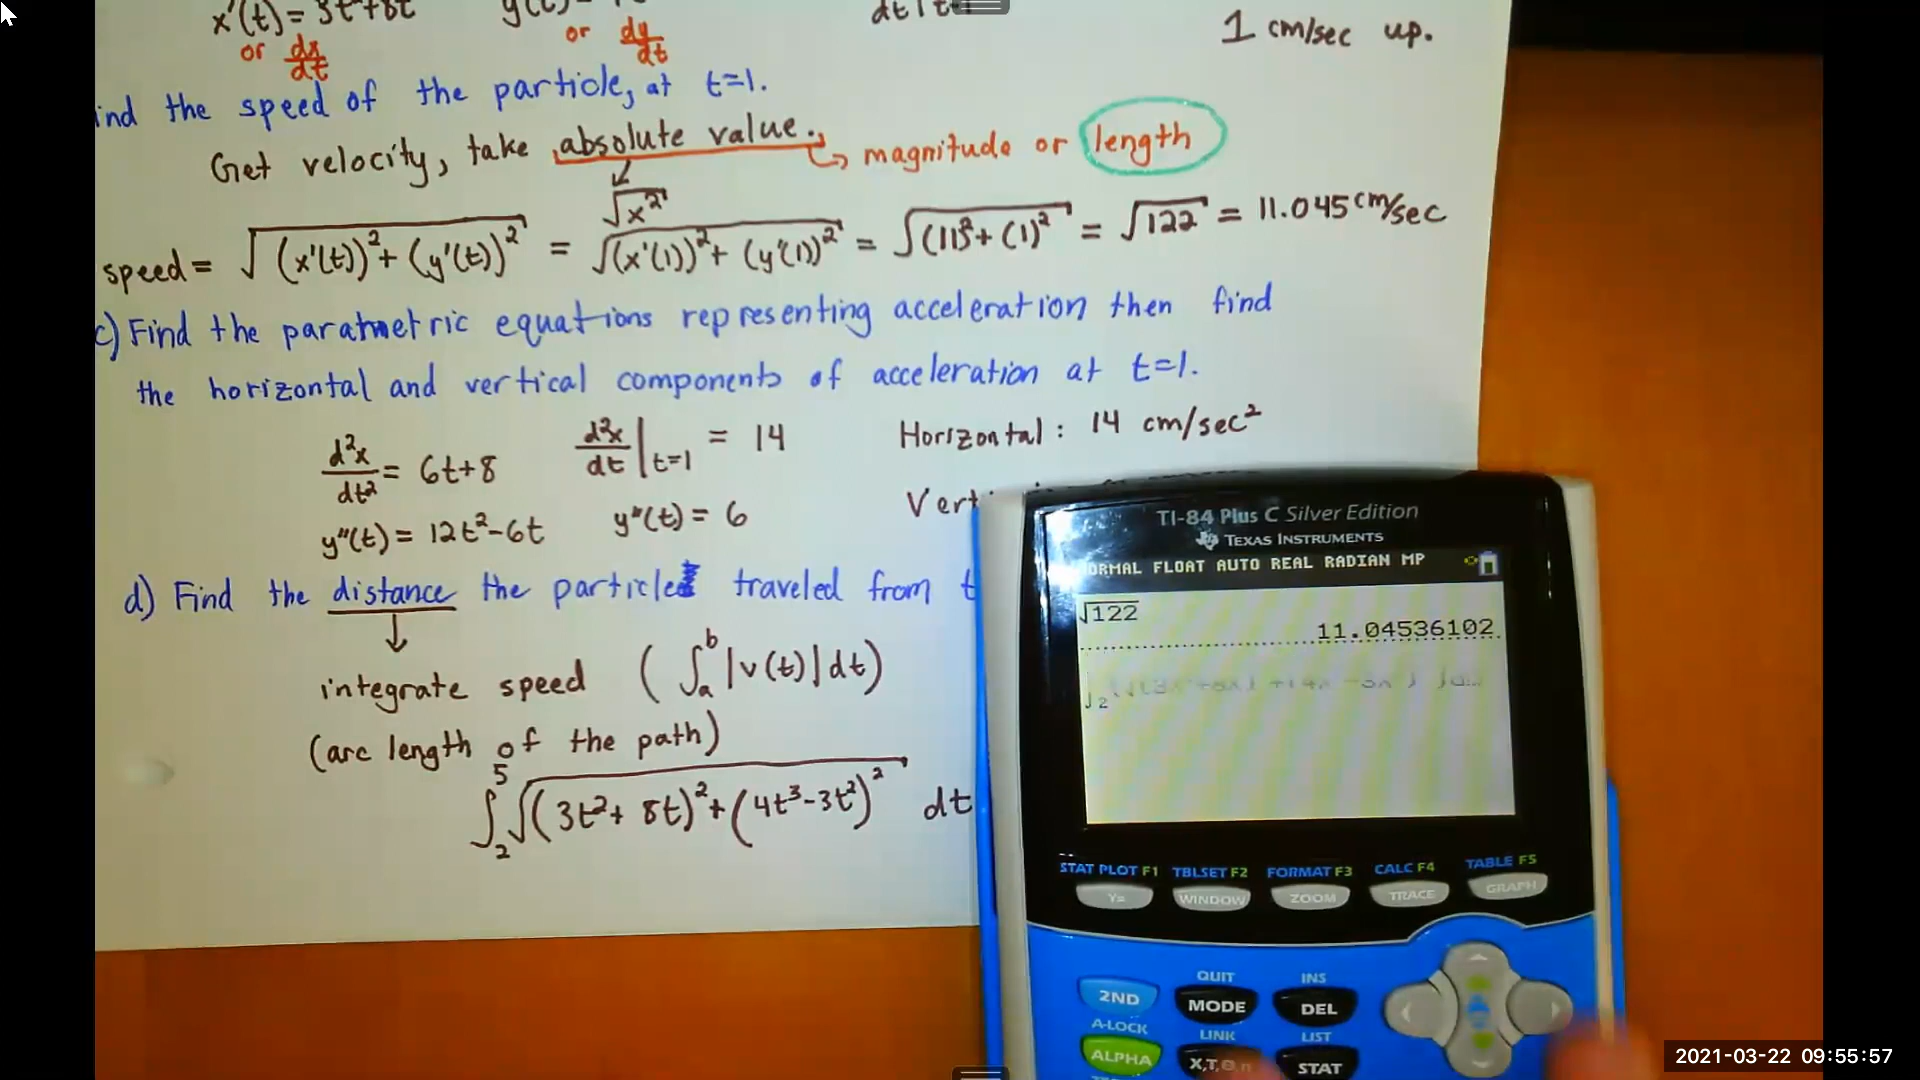 x'(t) = 3t²+8t
or dx/dt
or dy/dt
1 cm/sec up.
ind the speed of the particle, at t=1.
Get velocity, take absolute value. → magnitude or length
√x²
speed = √(x'(t))²+(y'(t))² = √(x'(1))²+(y'(1))² = √(11)²+(1)² = √122 = 11.045 cm/sec
c) Find the parametric equations representing acceleration then find
the horizontal and vertical components of acceleration at t=1.
d²x/dt² = 6t+8 d²x/dt|t=1 = 14 Horizontal: 14 cm/sec²
y"(t) = 12t²-6t y"(t) = 6 Vert
d) Find the distance the particle traveled from t
integrate speed (∫ₐᵇ |v(t)|dt)
(arc length of the path)
∫₂⁵ √(3t²+8t)²+(4t³-3t²)² dt
TI-84 Plus C Silver Edition
TEXAS INSTRUMENTS
ORMAL FLOAT AUTO REAL RADIAN MP
√122
11.04536102
STAT PLOT F1 TBLSET F2 FORMAT F3 CALC F4 TABLE F5
Y= WINDOW ZOOM TRACE GRAPH
QUIT INS
2ND MODE DEL
A-LOCK LINK LIST
ALPHA X,T,Θ,n STAT
2021-03-22 09:55:57